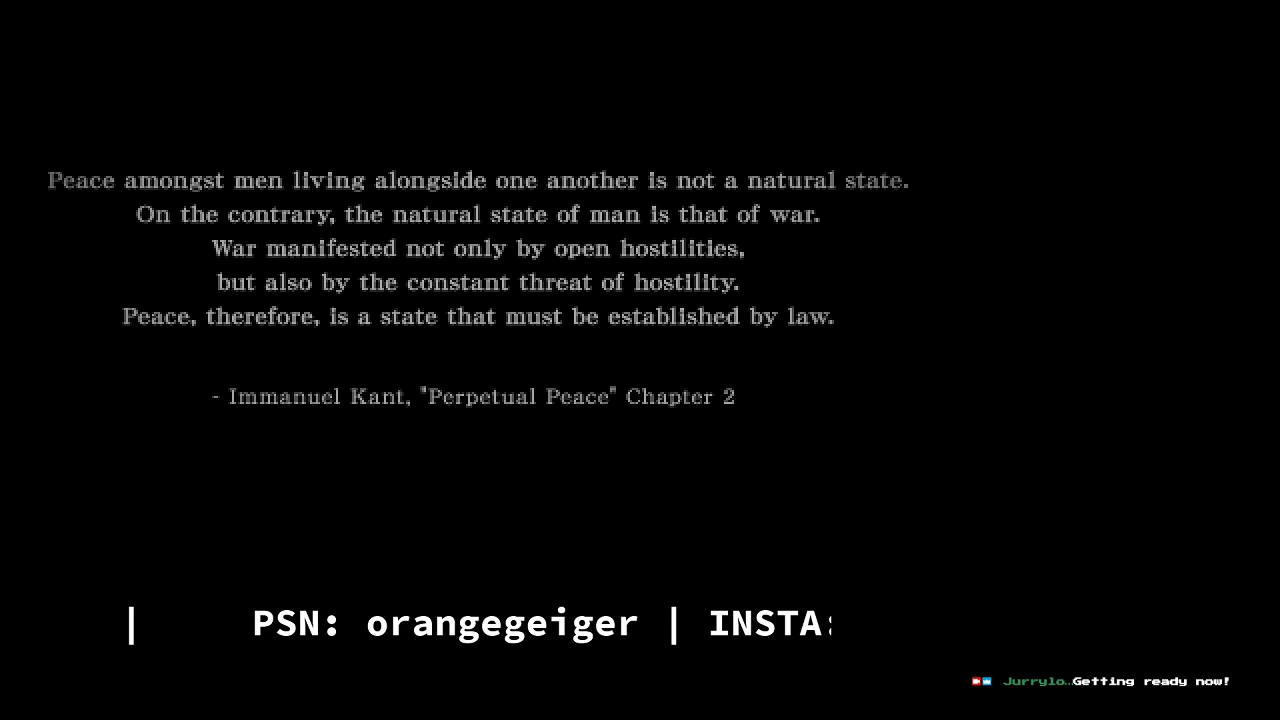 Peace amongst men living alongside one another is not a natural state.
On the contrary, the natural state of man is that of war.
War manifested not only by open hostilities,
but also by the constant threat of hostility.
Peace, therefore, is a state that must be established by law.
- Immanuel Kant, "Perpetual Peace" Chapter 2
| PSN: orangegeiger | INSTA:
Jurrylo…Getting ready now!